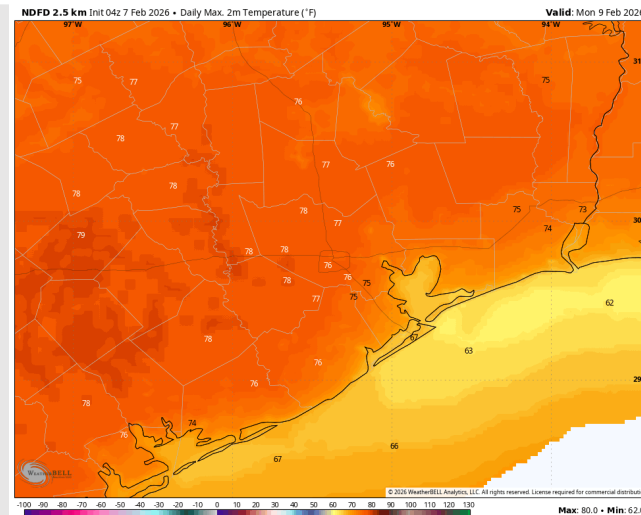 NDFD 2.5 km Init 04z 7 Feb 2026 • Daily Max. 2m Temperature (°F)
Valid: Mon 9 Feb 2026
97°W 96°W 95°W 94°W
31
75 77 76 75
77
78
77 76
78
78
78 77 75 73
30
79 74
78 78
76
78 76 75
77 75
62
67
78 63
76
29
76
78
74
76
66
67
WEATHERBELL
© 2026 WeatherBELL Analytics, LLC. All rights reserved. License required for commercial distributi
-100 -90 -80 -70 -60 -50 -40 -30 -20 -10 0 10 20 30 40 50 60 70 80 90 100 110 120 130
Max: 80.0 • Min: 62.